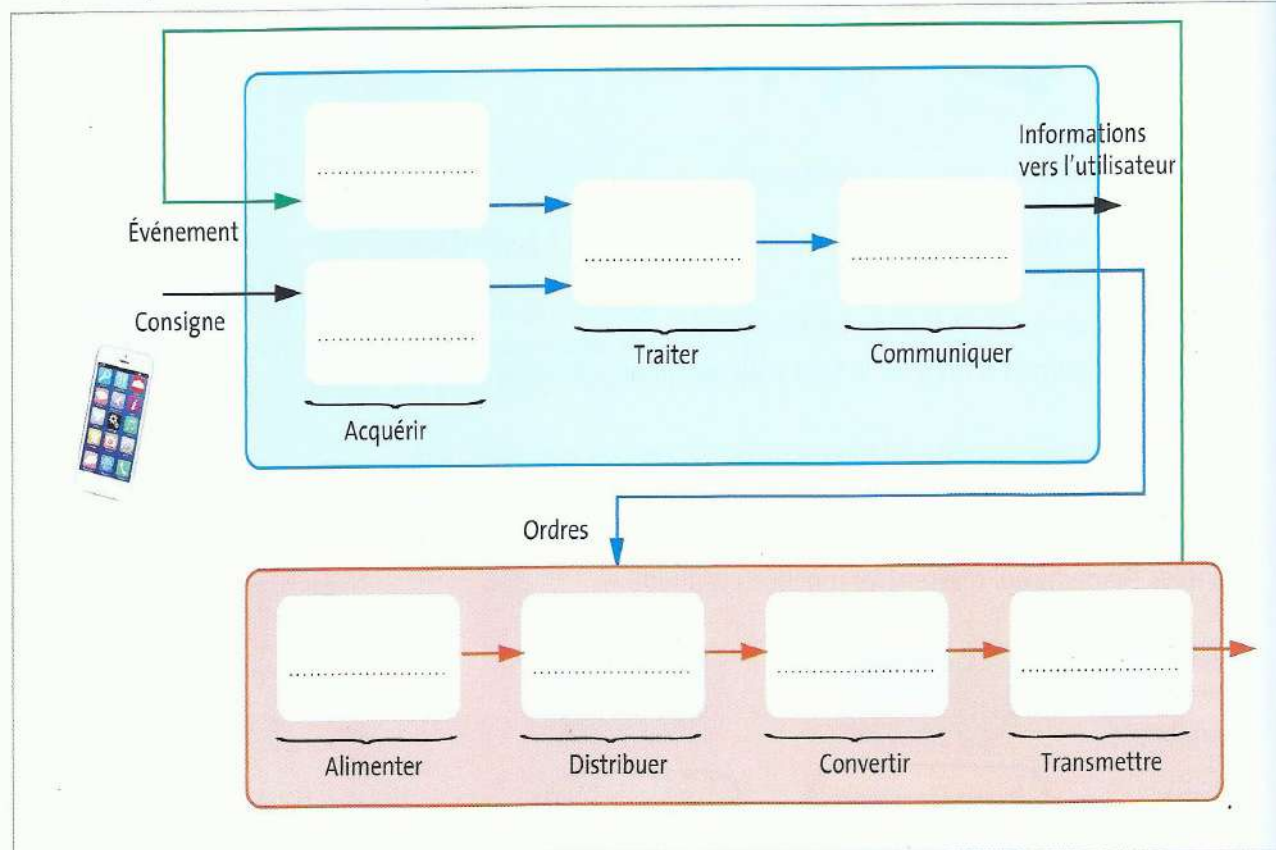 Informations
vers l'utilisateur
Événement
Consigne
Traiter
Communiquer
Acquérir
Ordres
Alimenter
Distribuer
Convertir
Transmettre